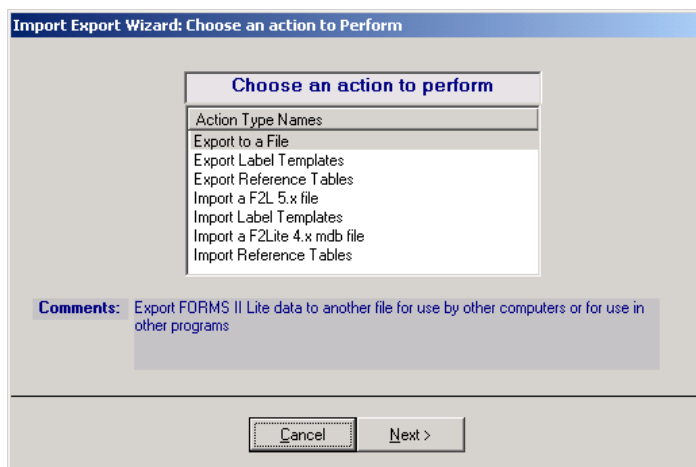 Import Export Wizard: Choose an action to Perform
Choose an action to perform
Action Type Names
Export to a File
Export Label Templates
Export Reference Tables
Import a F2L 5.x file
Import Label Templates
Import a F2Lite 4.x mdb file
Import Reference Tables
Comments: Export FORMS II Lite data to another file for use by other computers or for use in
other programs
Cancel Next >